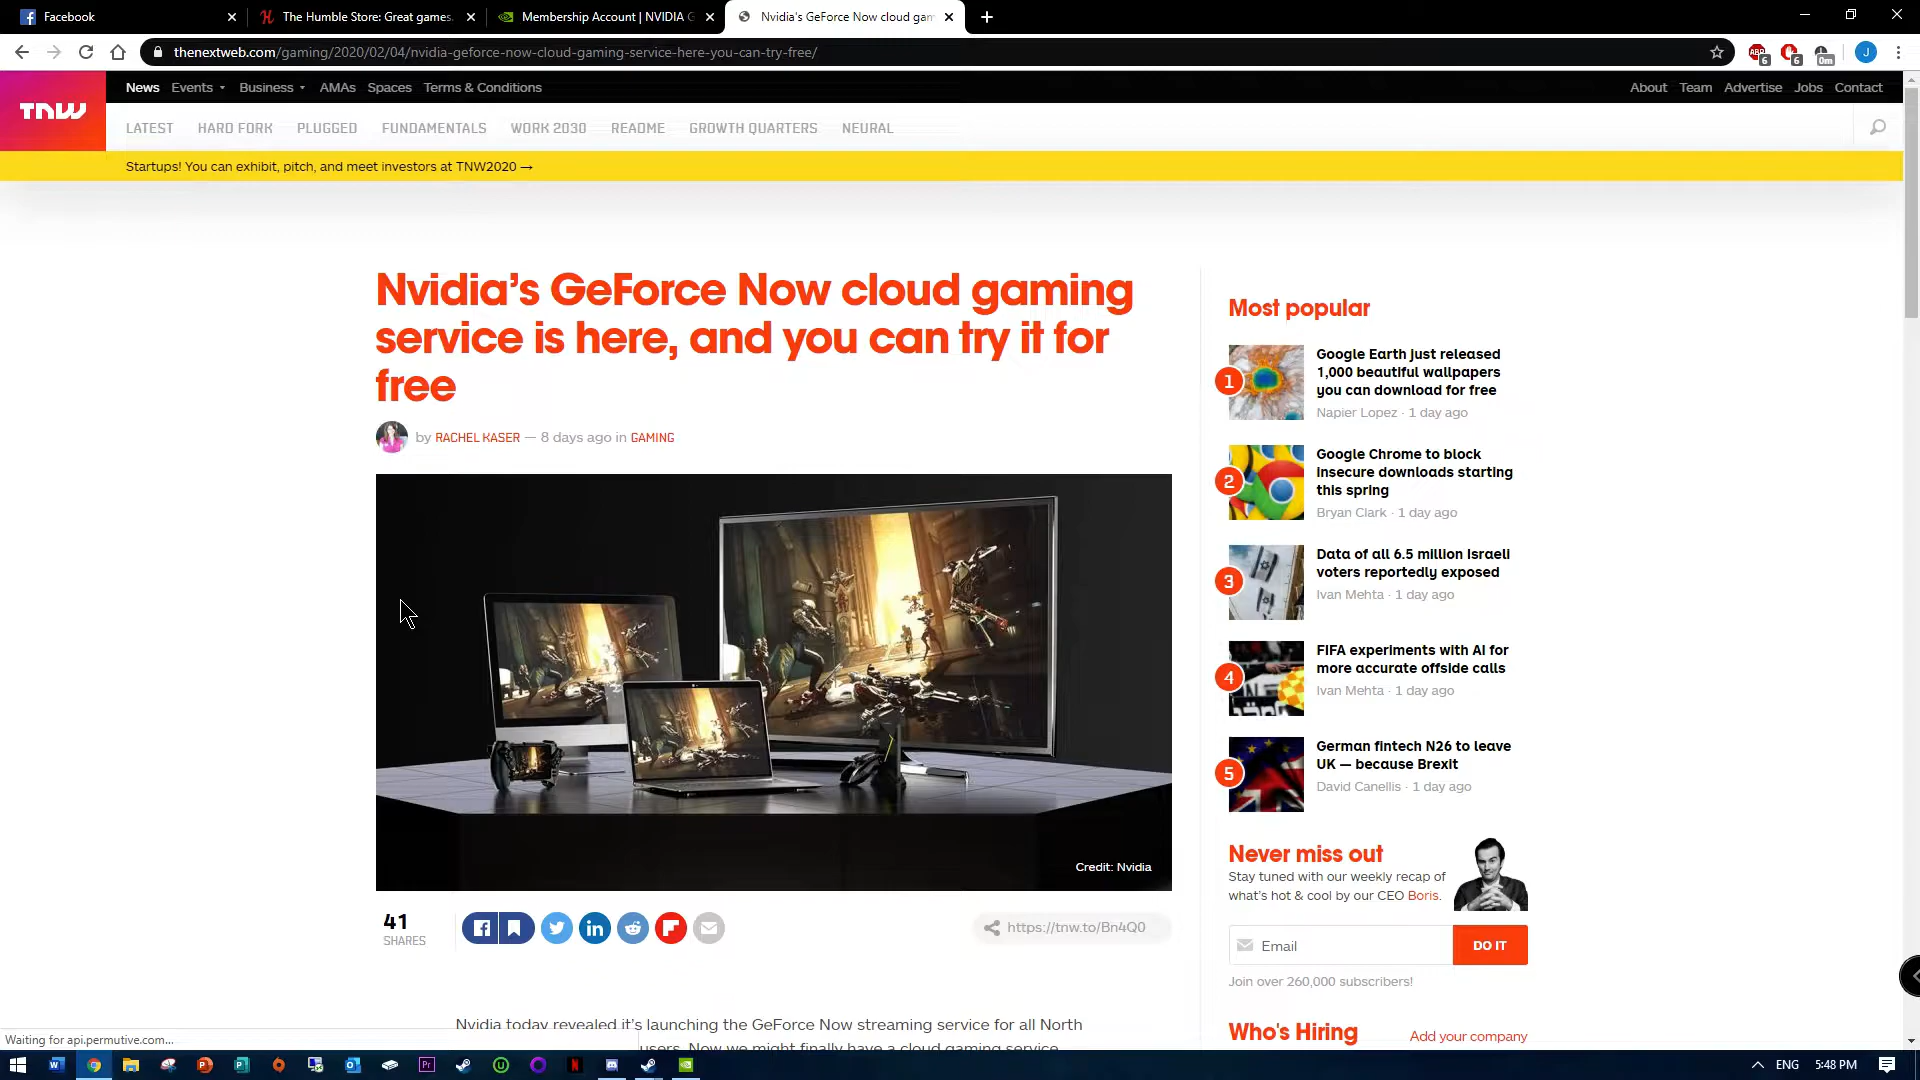 Facebook
The Humble Store: Great games.
Membership Account | NVIDIA G
Nvidia's GeForce Now cloud gam
thenextweb.com/gaming/2020/02/04/nvidia-geforce-now-cloud-gaming-service-here-you-can-try-free/
ABP
6
6
0m
J
TNW
News Events Business AMAs Spaces Terms & Conditions
About Team Advertise Jobs Contact
LATEST HARD FORK PLUGGED FUNDAMENTALS WORK 2030 README GROWTH QUARTERS NEURAL
Startups! You can exhibit, pitch, and meet investors at TNW2020 →
Nvidia's GeForce Now cloud gaming
service is here, and you can try it for
free
by RACHEL KASER — 8 days ago in GAMING
Credit: Nvidia
41
SHARES
https://tnw.to/Bn4Q0
Nvidia today revealed it's launching the GeForce Now streaming service for all North
users. Now we might finally have a cloud gaming service
Most popular
1
Google Earth just released
1,000 beautiful wallpapers
you can download for free
Napier Lopez · 1 day ago
2
Google Chrome to block
insecure downloads starting
this spring
Bryan Clark · 1 day ago
3
Data of all 6.5 million Israeli
voters reportedly exposed
Ivan Mehta · 1 day ago
4
FIFA experiments with AI for
more accurate offside calls
Ivan Mehta · 1 day ago
5
German fintech N26 to leave
UK — because Brexit
David Canellis · 1 day ago
Never miss out
Stay tuned with our weekly recap of
what's hot & cool by our CEO Boris.
Email
DO IT
Join over 260,000 subscribers!
Who's Hiring
Add your company
Waiting for api.permutive.com...
ENG
5:48 PM